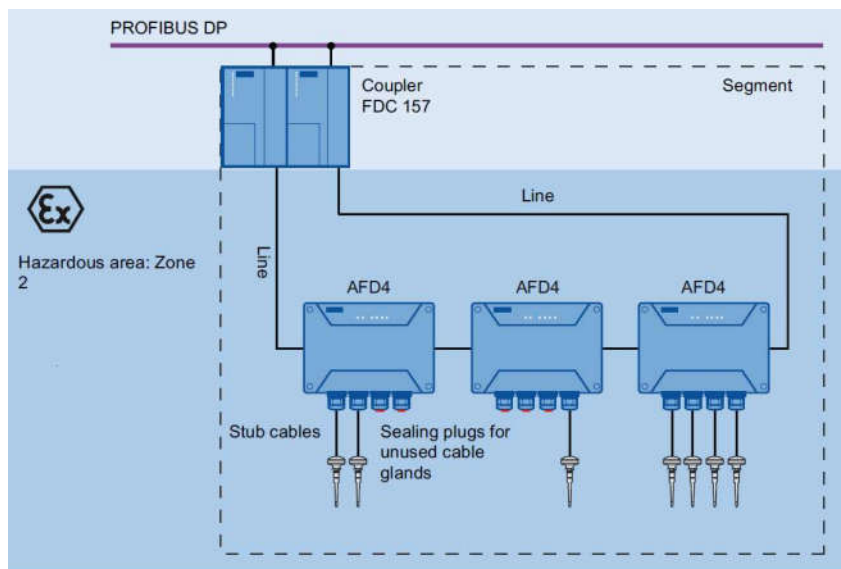 PROFIBUS DP
Coupler
FDC 157
Segment
Ex
Line
Line
Hazardous area: Zone
2
AFD4
AFD4
AFD4
Stub cables
Sealing plugs for
unused cable
glands